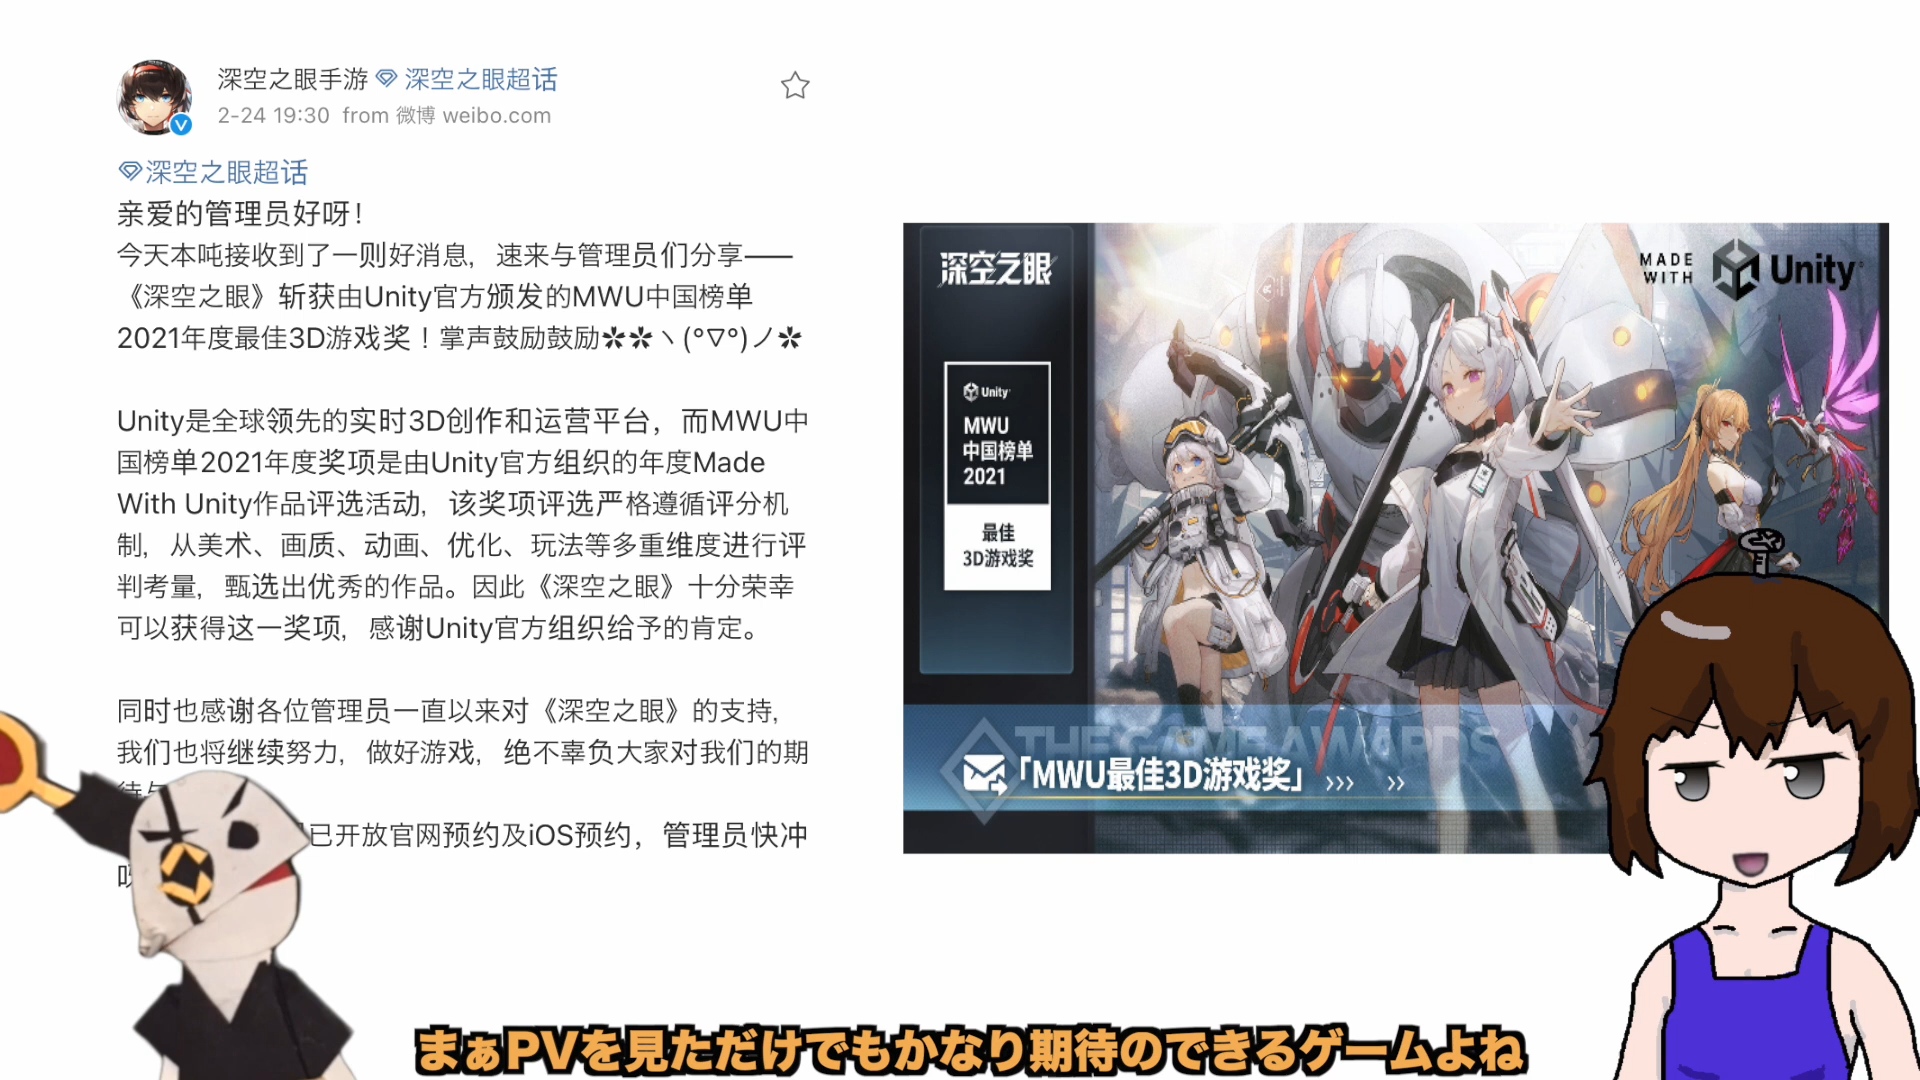 深空之眼手游 深空之眼超话
2-24 19:30 from 微博 weibo.com
深空之眼超话
亲爱的管理员好呀！
今天本吨接收到了一则好消息，速来与管理员们分享——
《深空之眼》斩获由Unity官方颁发的MWU中国榜单
2021年度最佳3D游戏奖！掌声鼓励鼓励✲✲ヽ(°▽°)ノ✲
Unity是全球领先的实时3D创作和运营平台，而MWU中
国榜单2021年度奖项是由Unity官方组织的年度Made
With Unity作品评选活动，该奖项评选严格遵循评分机
制，从美术、画质、动画、优化、玩法等多重维度进行评
判考量，甄选出优秀的作品。因此《深空之眼》十分荣幸
可以获得这一奖项，感谢Unity官方组织给予的肯定。
同时也感谢各位管理员一直以来对《深空之眼》的支持，
我们也将继续努力，做好游戏，绝不辜负大家对我们的期
已开放官网预约及iOS预约，管理员快冲
深空之眼
MADE WITH Unity
Unity
MWU
中国榜单
2021
最佳
3D游戏奖
THE GAME AWARDS
「MWU最佳3D游戏奖」 >>> >>
まぁPVを見ただけでもかなり期待のできるゲームよね